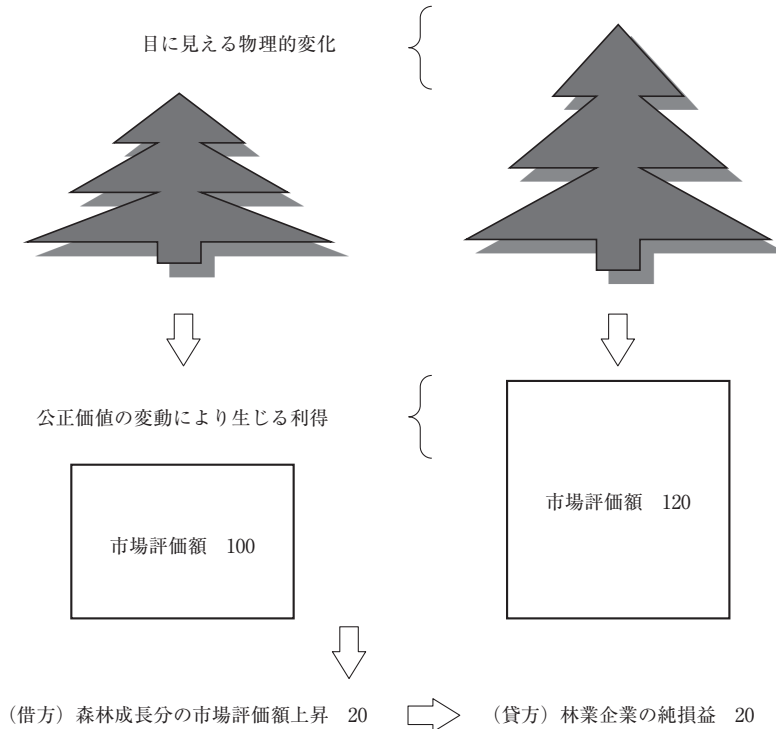 目に見える物理的変化
公正価値の変動により生じる利得
市場評価額　120
市場評価額　100
（借方）森林成長分の市場評価額上昇　20
（貸方）林業企業の純損益　20